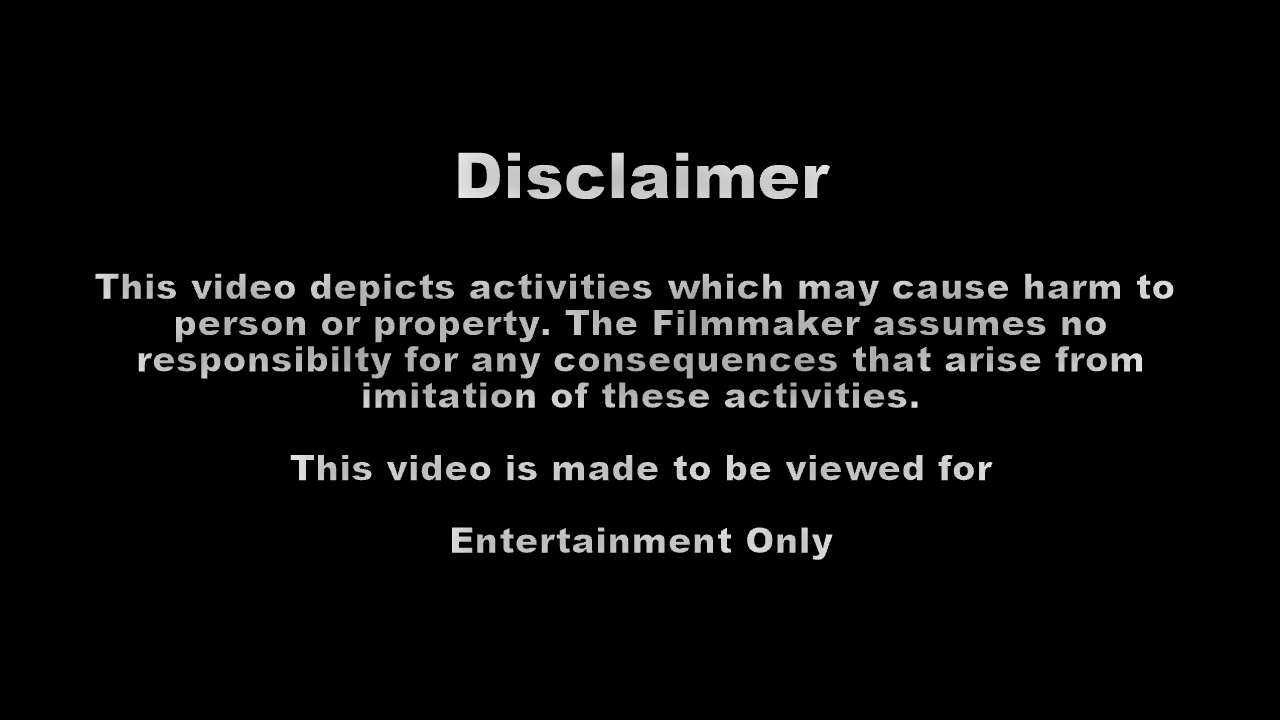 Disclaimer
This video depicts activities which may cause harm to
person or property. The Filmmaker assumes no
responsibilty for any consequences that arise from
imitation of these activities.
This video is made to be viewed for
Entertainment Only